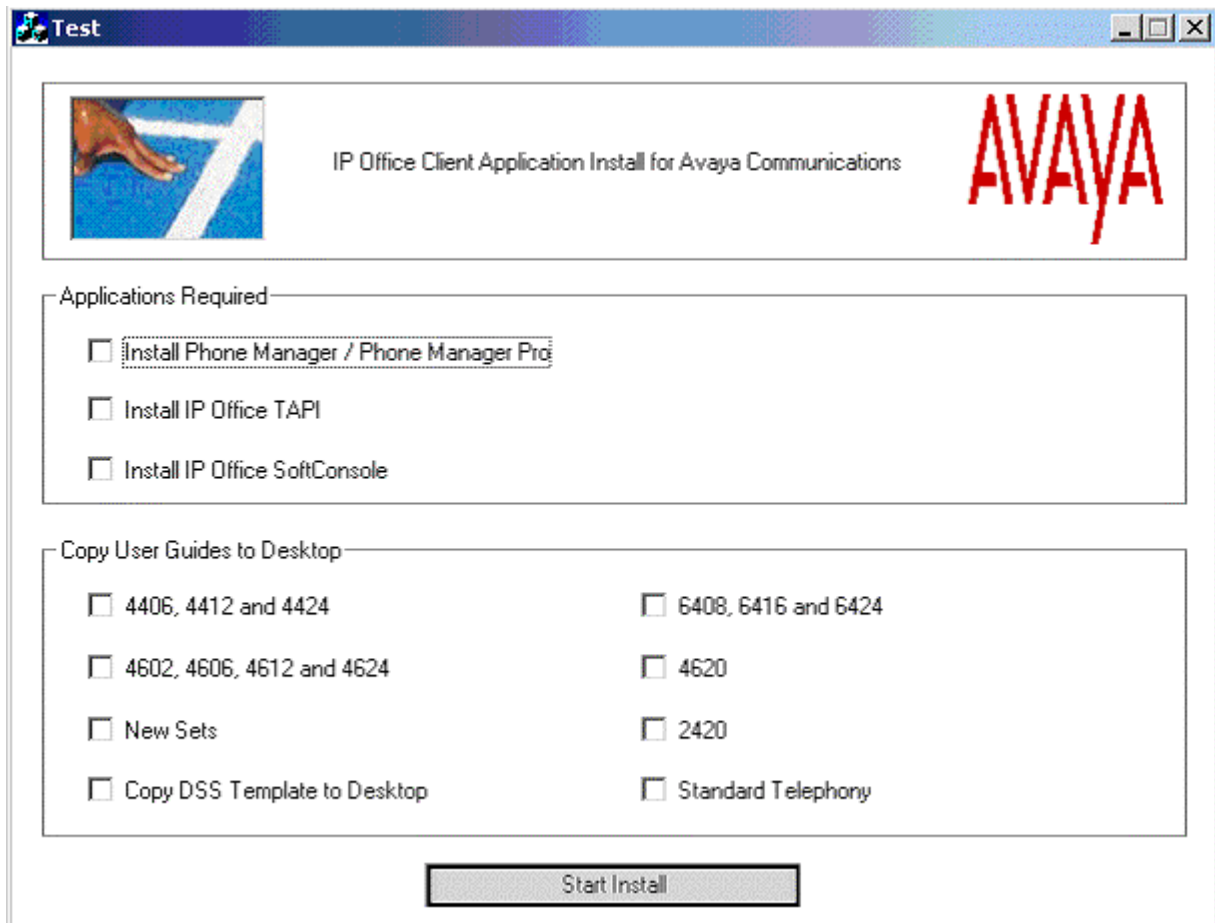 Test
IP Office Client Application Install for Avaya Communications
AVAYA
Applications Required
Install Phone Manager / Phone Manager Pro
Install IP Office TAPI
Install IP Office SoftConsole
Copy User Guides to Desktop
4406, 4412 and 4424
6408, 6416 and 6424
4602, 4606, 4612 and 4624
4620
New Sets
2420
Copy DSS Template to Desktop
Standard Telephony
Start Install